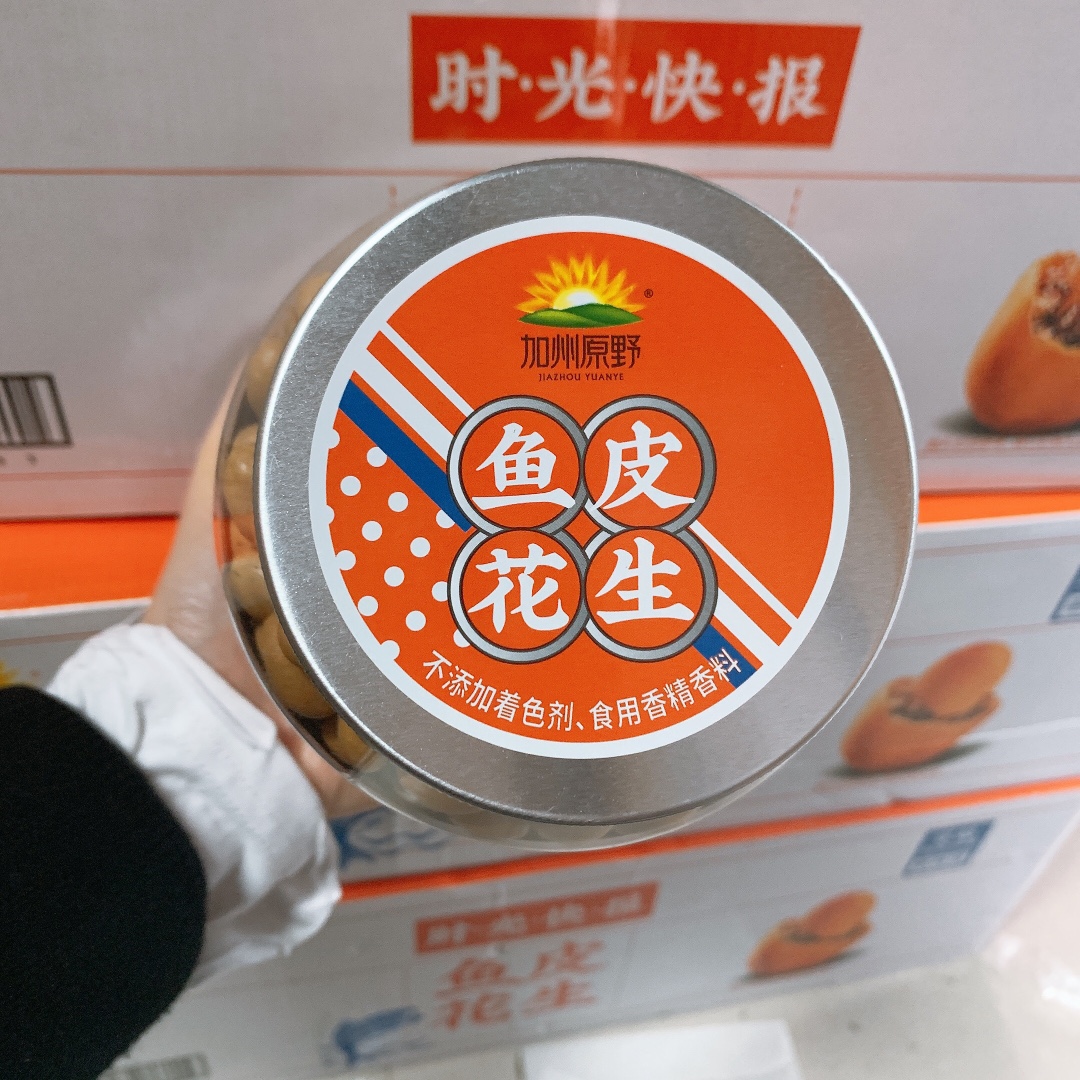 时·光·快·报
加州原野®
JIAZHOU YUANYE
鱼皮
花生
不添加着色剂、食用香精香料
时·光·快·报
鱼皮
花生